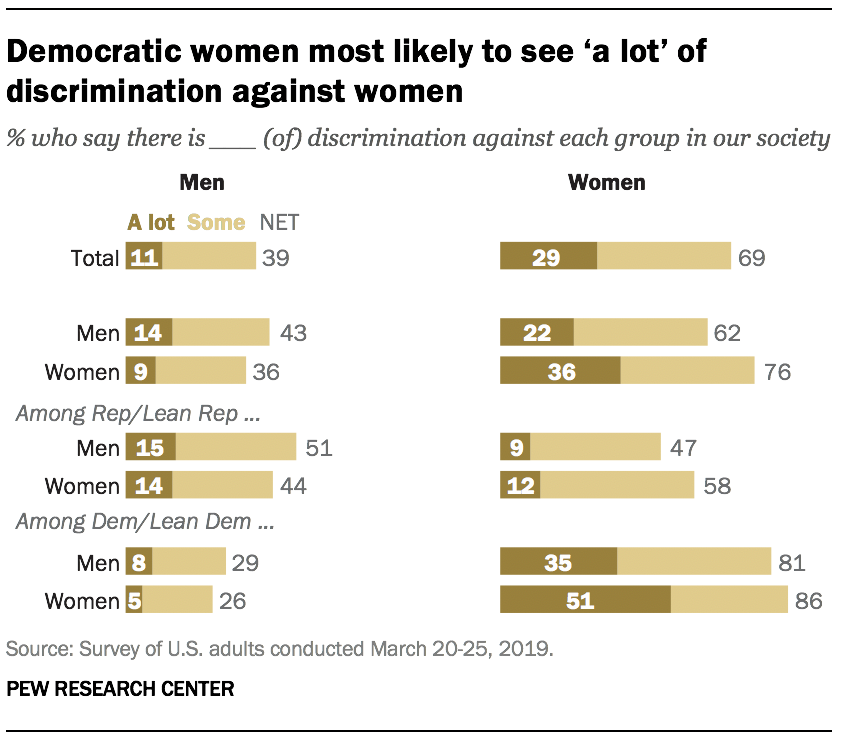 Democratic women most likely to see ‘a lot’ of
discrimination against women
% who say there is ___ (of) discrimination against each group in our society
Men Women
A lot Some NET
Total 11 39 29 69
Men 14 43 22 62
Women 9 36 36 76
Among Rep/Lean Rep ...
Men 15 51 9 47
Women 14 44 12 58
Among Dem/Lean Dem ...
Men 8 29 35 81
Women 5 26 51 86
Source: Survey of U.S. adults conducted March 20-25, 2019.
PEW RESEARCH CENTER